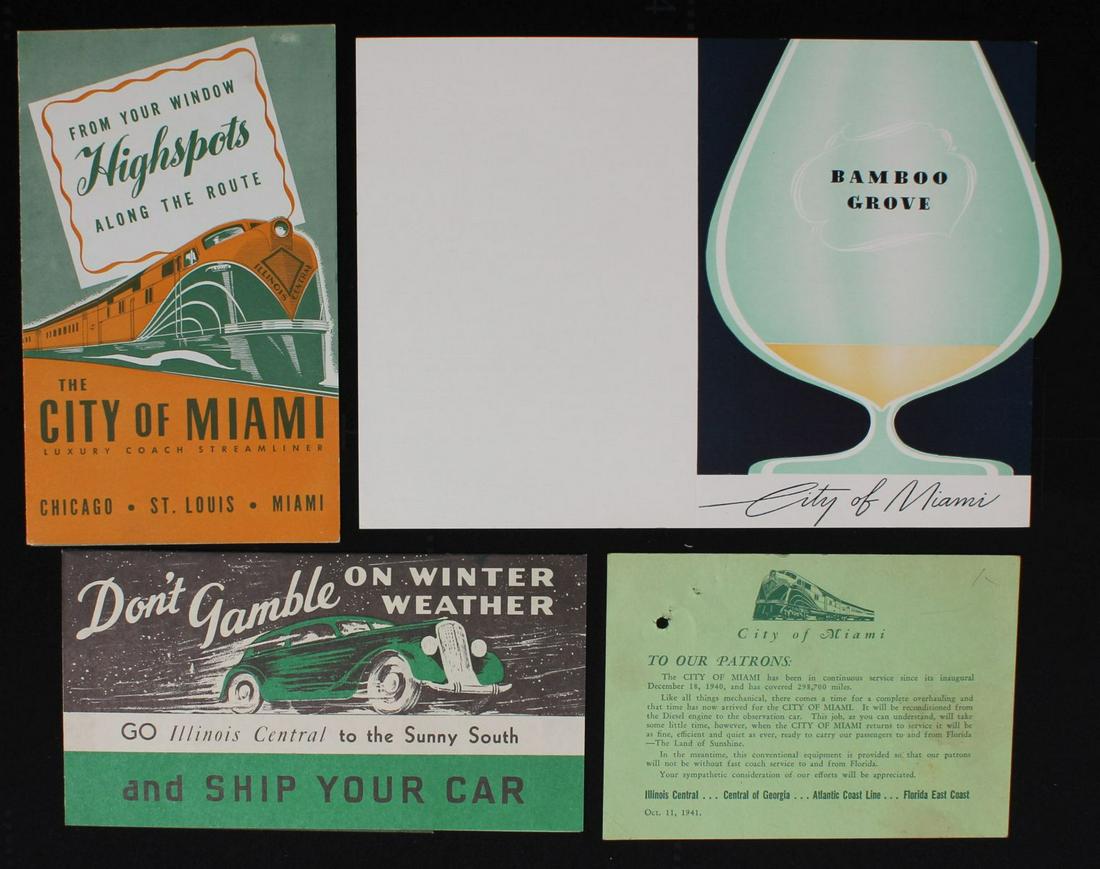 FROM YOUR WINDOW
Highspots
ALONG THE ROUTE
ILLINOIS CENTRAL
THE
CITY OF MIAMI
LUXURY COACH STREAMLINER
CHICAGO • ST. LOUIS • MIAMI
BAMBOO
GROVE
City of Miami
Don't Gamble ON WINTER
WEATHER
GO Illinois Central to the Sunny South
and SHIP YOUR CAR
City of Miami
TO OUR PATRONS:
The CITY OF MIAMI has been in continuous service since its inaugural
December 18, 1940, and has covered 298,700 miles.
Like all things mechanical, there comes a time for a complete overhauling and
that time has now arrived for the CITY OF MIAMI. It will be reconditioned from
the Diesel engine to the observation car. This job, as you can understand, will take
some little time, however, when the CITY OF MIAMI returns to service it will be
as fine, efficient and quiet as ever, ready to carry our passengers to and from Florida
—The Land of Sunshine.
In the meantime, this conventional equipment is provided so that our patrons
will not be without fast coach service to and from Florida.
Your sympathetic consideration of our efforts will be appreciated.
Illinois Central . . . Central of Georgia . . . Atlantic Coast Line . . . Florida East Coast
Oct. 11, 1941.